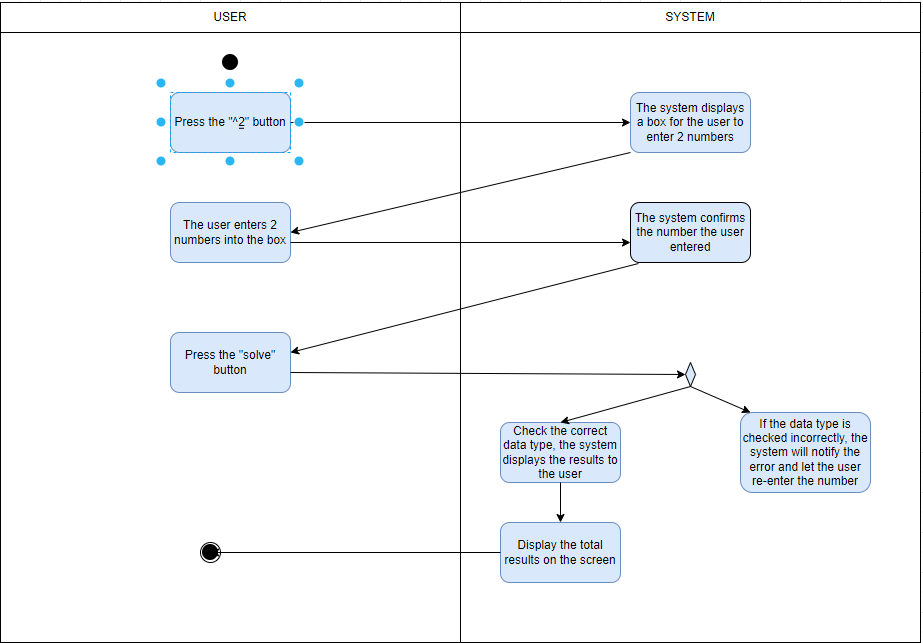 USER
SYSTEM
Press the "^2" button
The system displays
a box for the user to
enter 2 numbers
The user enters 2
numbers into the box
The system confirms
the number the user
entered
Press the "solve"
button
Check the correct
data type, the system
displays the results to
the user
If the data type is
checked incorrectly, the
system will notify the
error and let the user
re-enter the number
Display the total
results on the screen